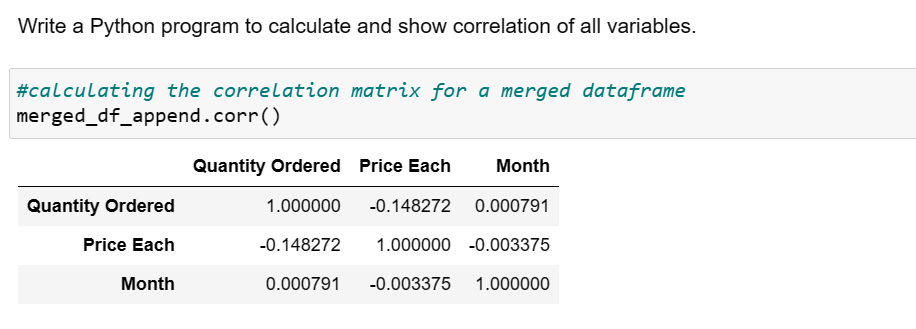 Write a Python program to calculate and show correlation of all variables.
#calculating the correlation matrix for a merged dataframe
merged_df_append.corr()
Quantity Ordered Price Each Month
Quantity Ordered 1.000000 -0.148272 0.000791
Price Each -0.148272 1.000000 -0.003375
Month 0.000791 -0.003375 1.000000